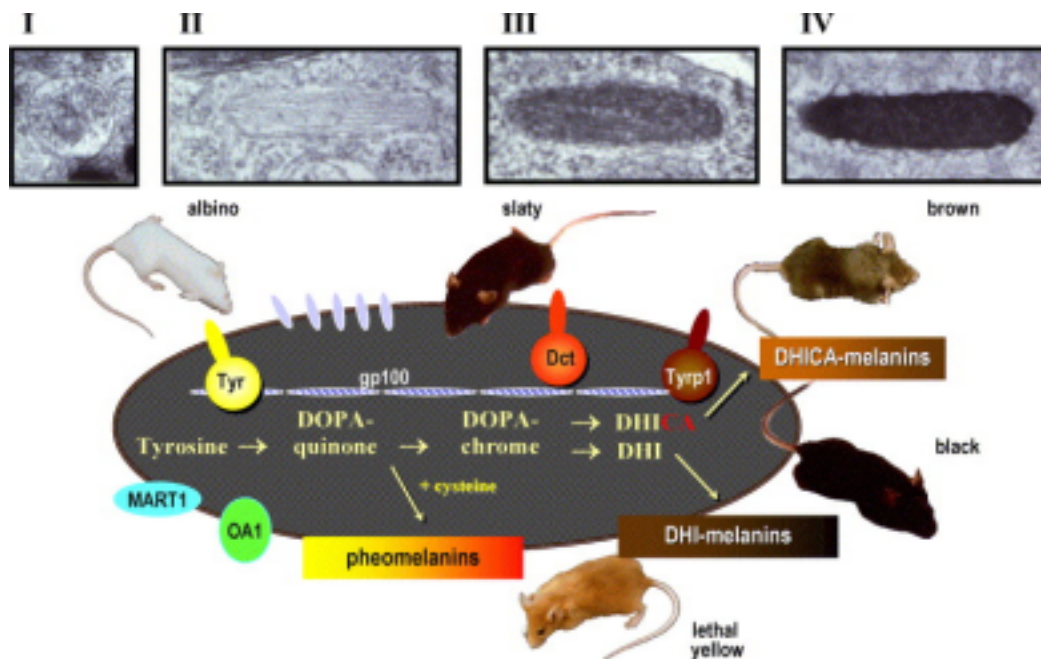 I II III IV
albino slaty brown
Tyr gp100 Dct Tyrp1 DHICA-melanins
DOPA- DOPA- → DHICA
Tyrosine → quinone → chrome → DHI
black
+ cysteine
MART1
OA1
pheomelanins DHI-melanins
lethal
yellow